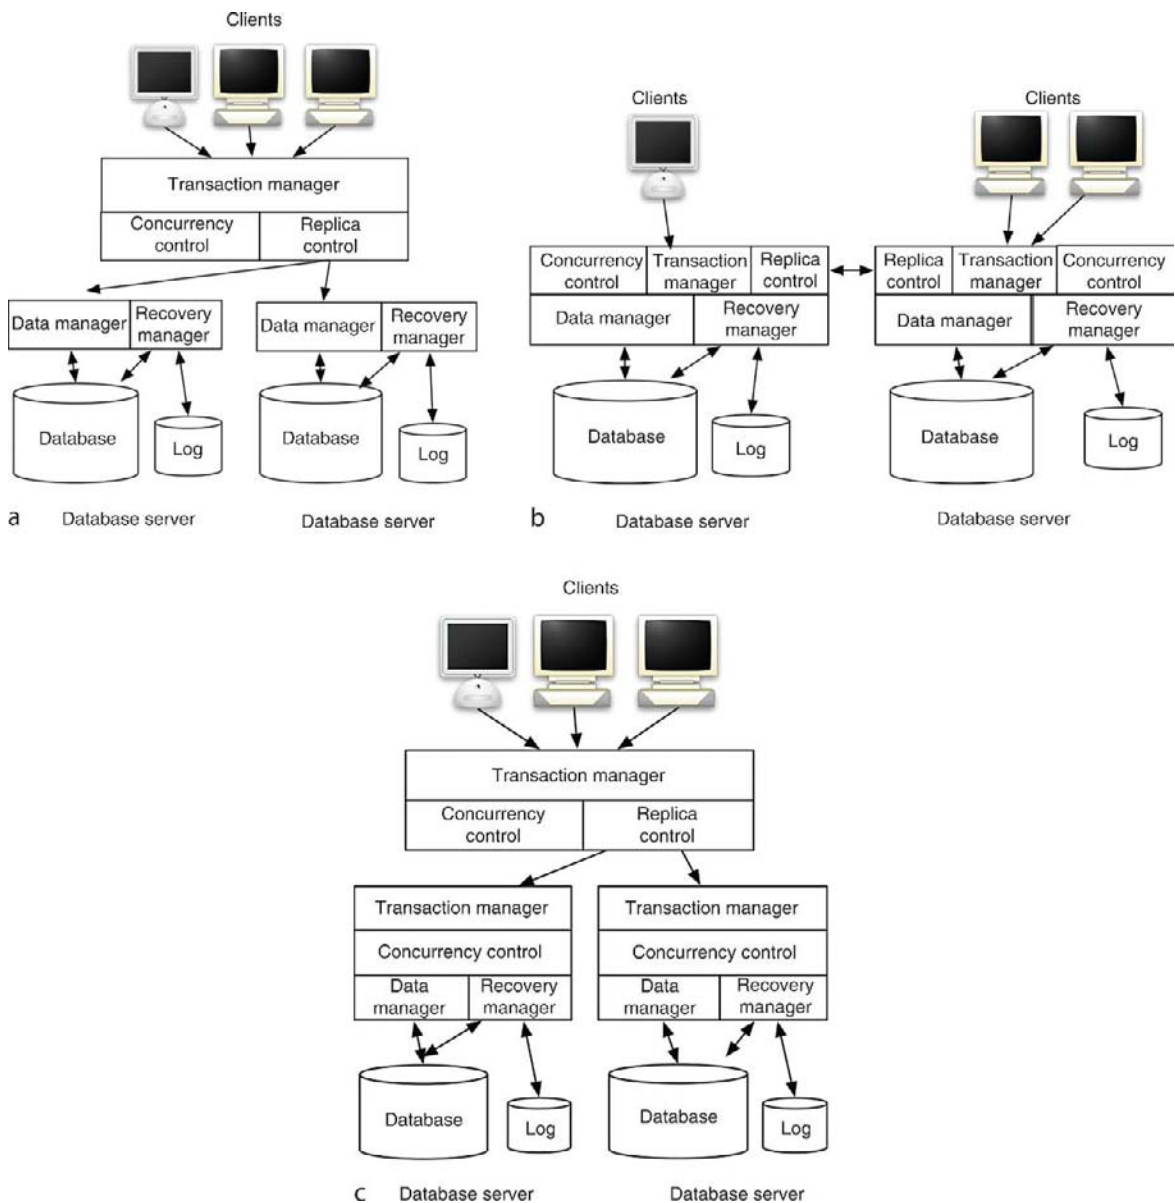 Clients
Transaction manager
Concurrency
control
Replica
control
Data manager
Recovery
manager
Data manager
Recovery
manager
Database
Log
Database
Log
a
Database server
Database server
Clients
Clients
Concurrency
control
Transaction
manager
Replica
control
Replica
control
Transaction
manager
Concurrency
control
Data manager
Recovery
manager
Data manager
Recovery
manager
Database
Log
Database
Log
b
Database server
Database server
Clients
Transaction manager
Concurrency
control
Replica
control
Transaction manager
Transaction manager
Concurrency control
Concurrency control
Data
manager
Recovery
manager
Data
manager
Recovery
manager
Database
Log
Database
Log
c
Database server
Database server